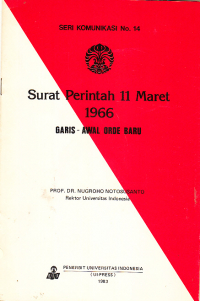 SERI KOMUNIKASI No. 14
Surat Perintah 11 Maret
1966
GARIS - AWAL ORDE BARU
PROF. DR. NUGROHO NOTOSUSANTO
Rektor Universitas Indonesia
PENERBIT UNIVERSITAS INDONESIA
(UI-PRESS)
1983